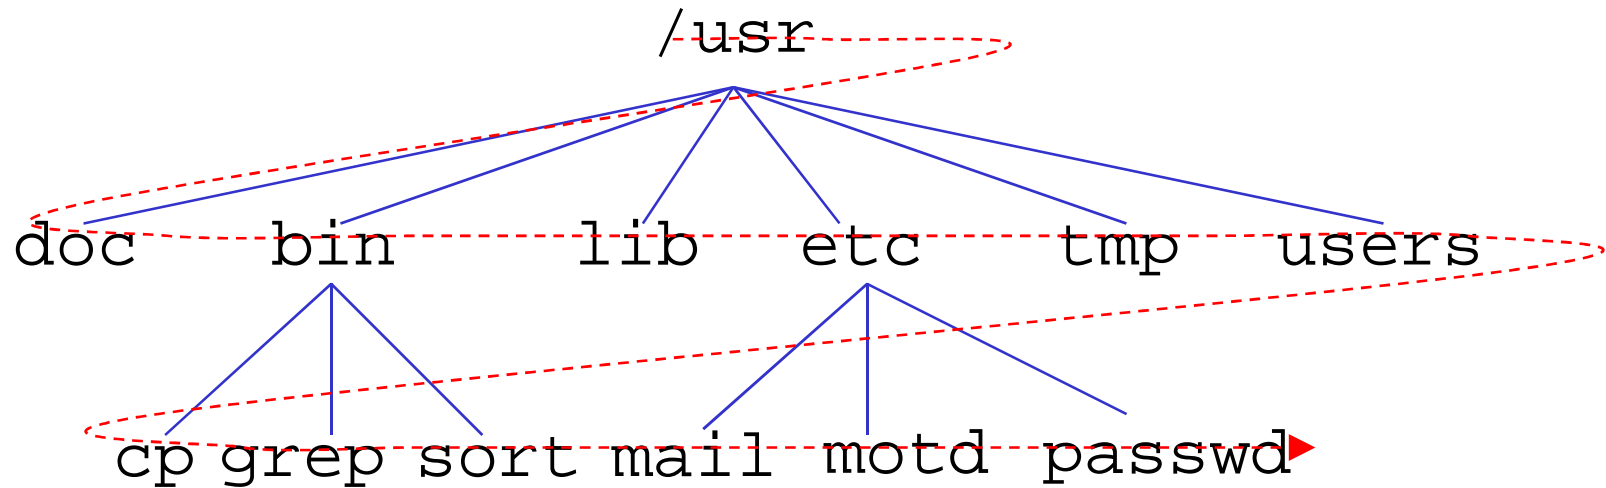 /usr
doc bin lib etc tmp users
cp grep sort mail motd passwd